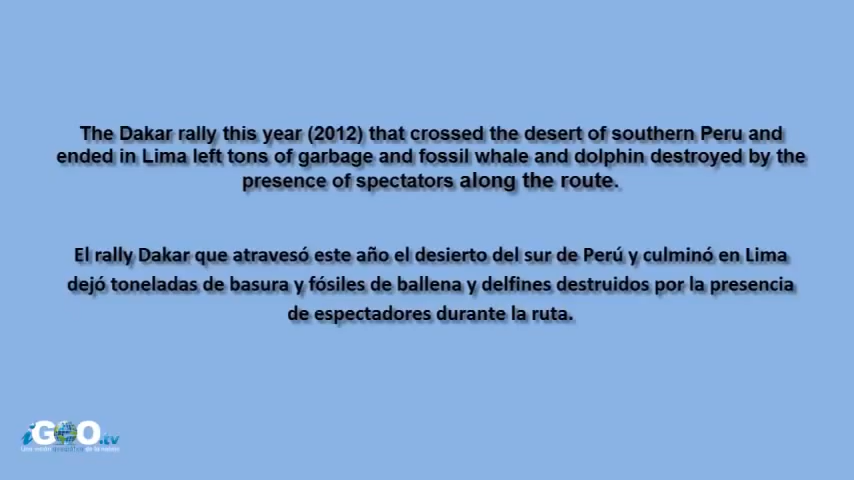 The Dakar rally this year (2012) that crossed the desert of southern Peru and
ended in Lima left tons of garbage and fossil whale and dolphin destroyed by the
presence of spectators along the route.
El rally Dakar que atravesó este año el desierto del sur de Perú y culminó en Lima
dejó toneladas de basura y fósiles de ballena y delfines destruidos por la presencia
de espectadores durante la ruta.
iGEO.tv